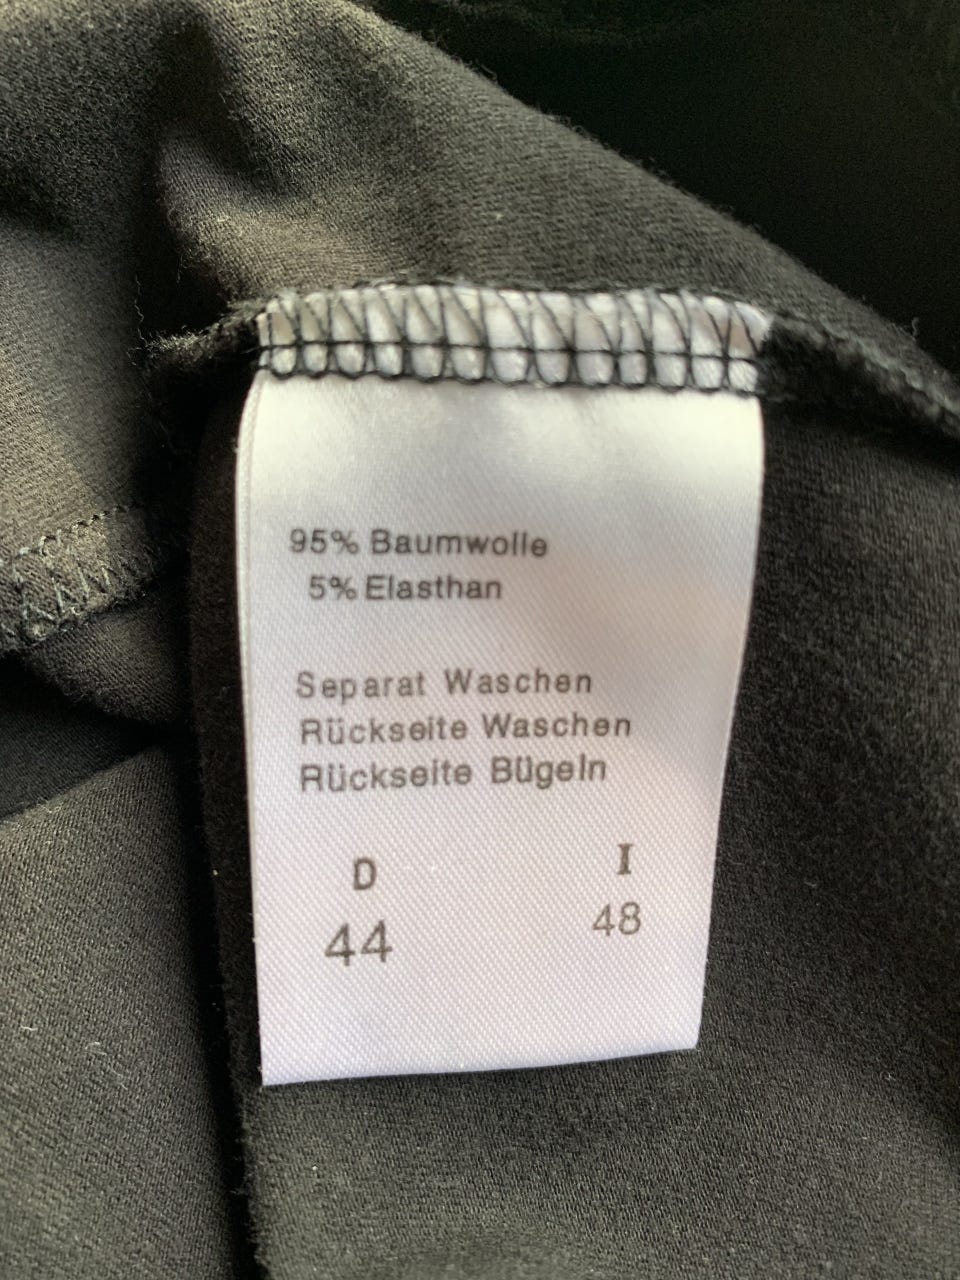 95% Baumwolle
5% Elasthan
Separat Waschen
Rückseite Waschen
Rückseite Bügeln
D I
44 48